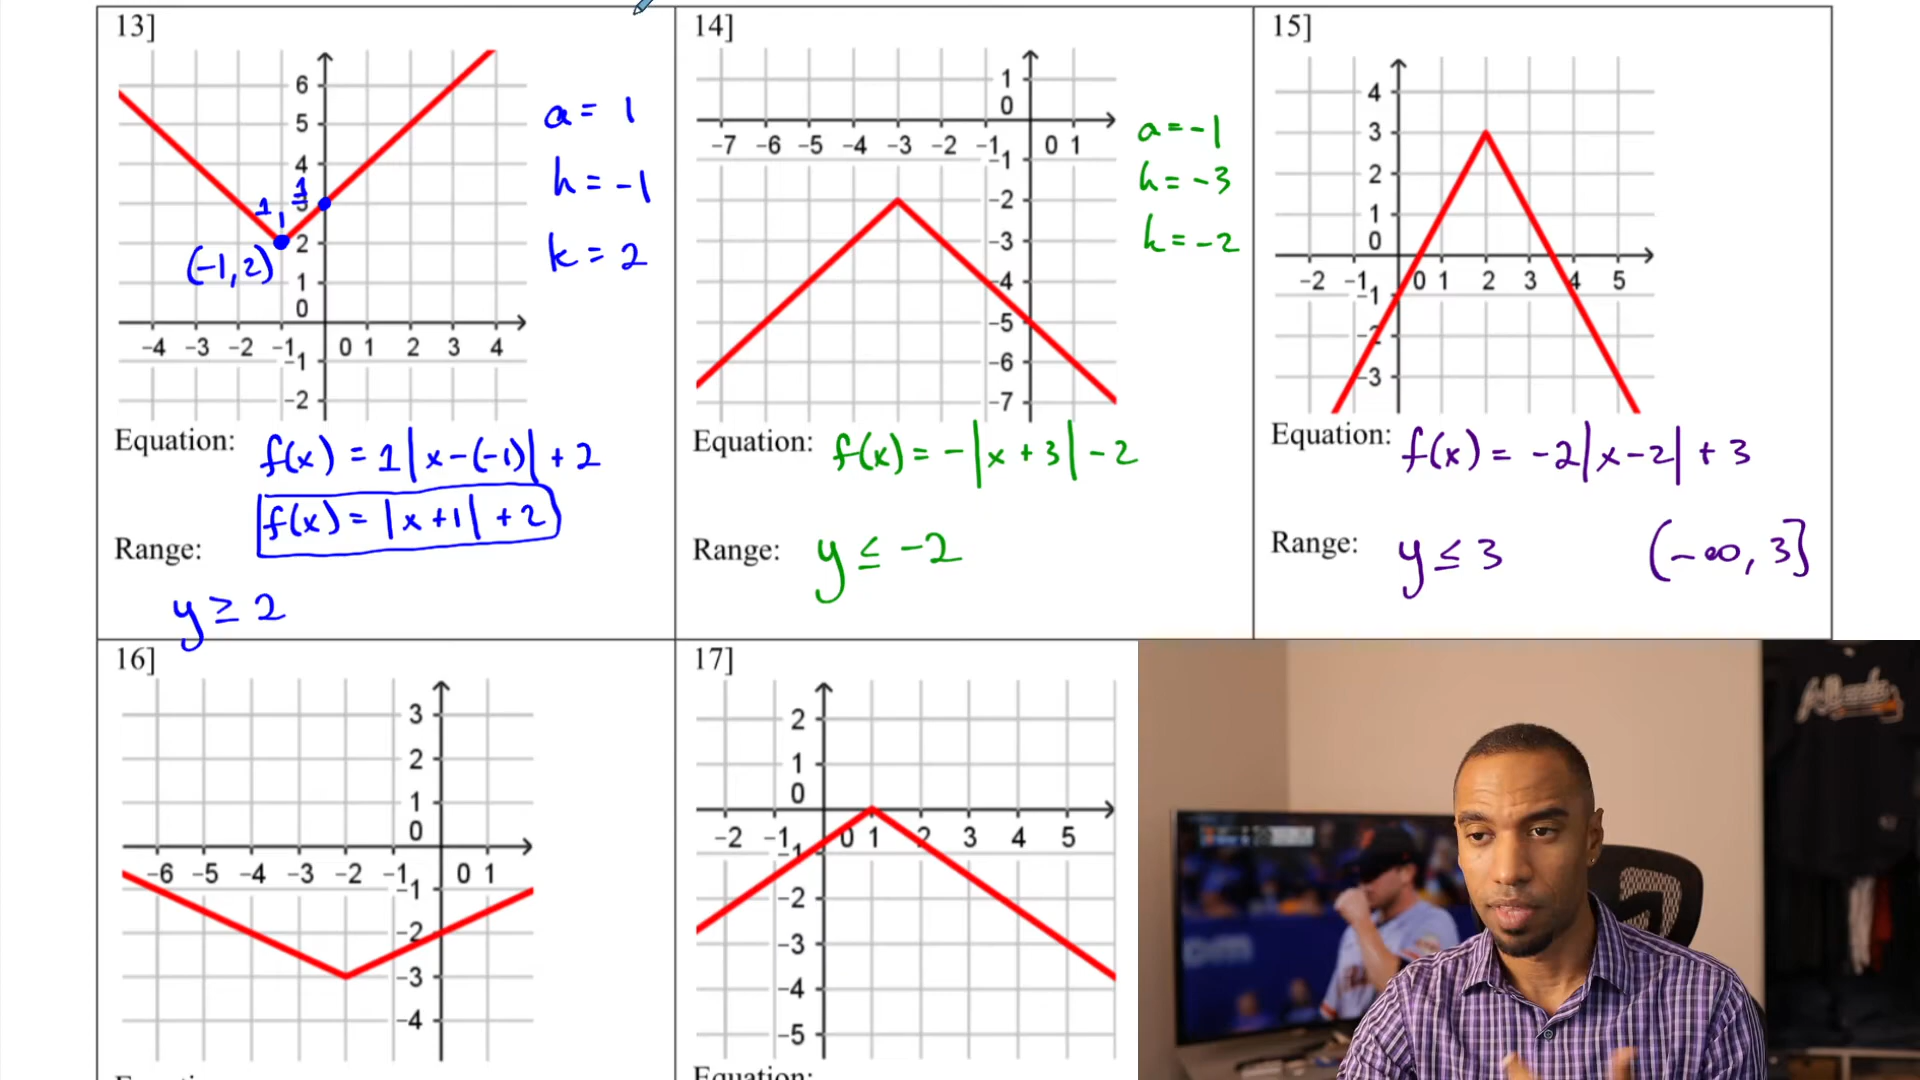 13]
6
5
4
3
2
1
0
-4 -3 -2 -1 0 1 2 3 4
-1
-2
1, 1
(-1, 2)
a = 1
h = -1
k = 2
Equation: f(x) = 1|x-(-1)| + 2
f(x) = |x+1| + 2
Range:
y ≥ 2
14]
1
0
-7 -6 -5 -4 -3 -2 -1 0 1
-1
-2
-3
-4
-5
-6
-7
a = -1
h = -3
k = -2
Equation: f(x) = -|x+3| - 2
Range: y ≤ -2
15]
4
3
2
1
0
-2 -1 0 1 2 3 4 5
-1
-2
-3
Equation: f(x) = -2|x-2| + 3
Range: y ≤ 3 (-∞, 3]
16]
3
2
1
0
-6 -5 -4 -3 -2 -1 0 1
-1
-2
-3
-4
17]
2
1
0
-2 -1 0 1 2 3 4 5
-1
-2
-3
-4
-5
Equation:
om